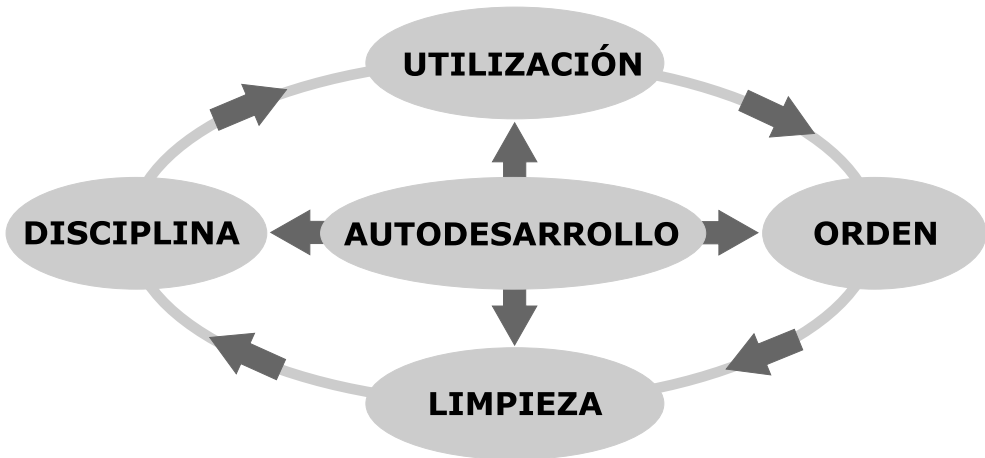 UTILIZACIÓN
DISCIPLINA
AUTODESARROLLO
ORDEN
LIMPIEZA